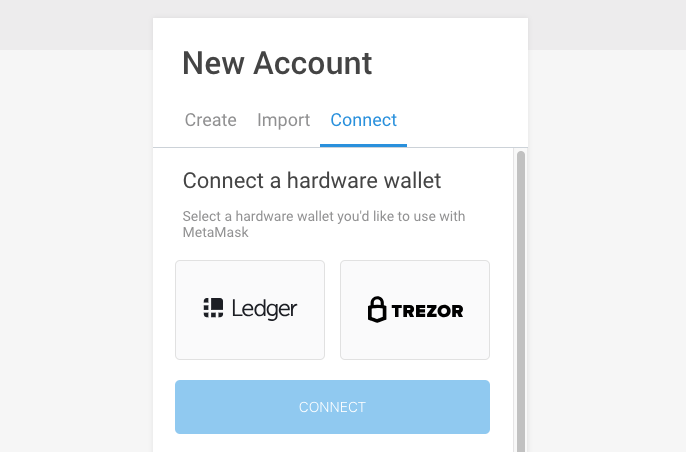 New Account
Create Import Connect
Connect a hardware wallet
Select a hardware wallet you'd like to use with
MetaMask
Ledger TREZOR
CONNECT